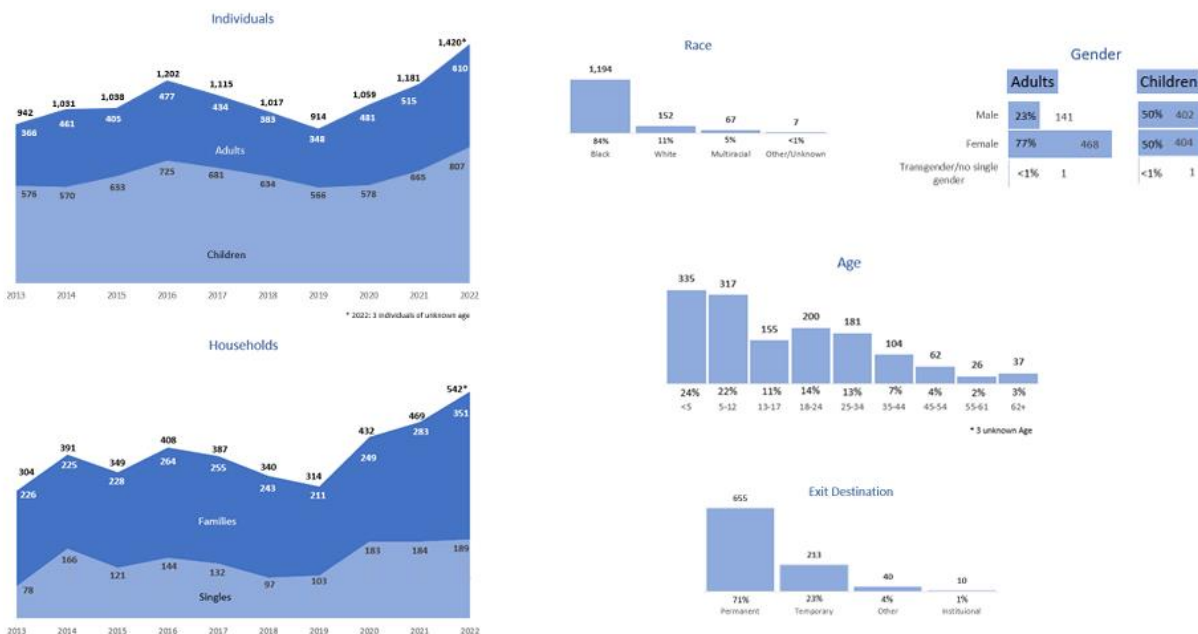 Individuals
1,420*
1,202
610
1,181
1,115
1,031
1,038
1,059
1,017
942
477
515
914
434
461
481
366
405
383
348
Adults
725
807
681
633
634
665
576
570
566
578
Children
2013 2014 2015 2016 2017 2018 2019 2020 2021 2022
* 2022: 3 individuals of unknown age
Households
542*
469
351
432
408
391
387
283
349
340
304
314
264
255
249
225
228
243
226
211
Families
183 184 189
166
144
121
132
97
103
78
Singles
2013 2014 2015 2016 2017 2018 2019 2020 2021 2022
Race
1,194
152
67
7
84% 11% 5% <1%
Black White Multiracial Other/Unknown
Gender
Adults Children
Male 23% 141 50% 402
Female 77% 468 50% 404
Transgender/no single
gender
<1% 1 <1% 1
Age
335
317
155
200
181
104
62
26
37
24% 22% 11% 14% 13% 7% 4% 2% 3%
<5 5-12 13-17 18-24 25-34 35-44 45-54 55-61 62+
* 3 unknown Age
Exit Destination
655
213
40
10
71% 23% 4% 1%
Permanent Temporary Other Instituional